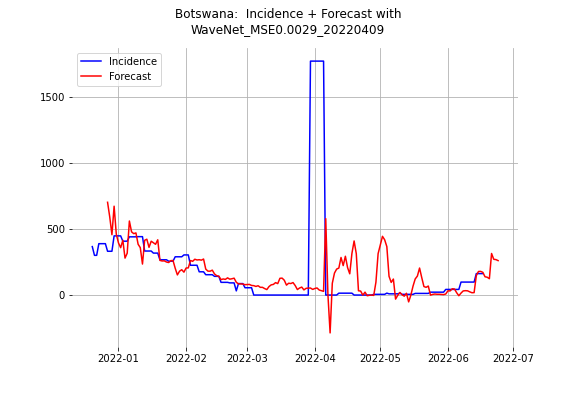 Botswana:  Incidence + Forecast with
WaveNet_MSE0.0029_20220409
Incidence
Forecast
1500
1000
500
0
2022-01 2022-02 2022-03 2022-04 2022-05 2022-06 2022-07